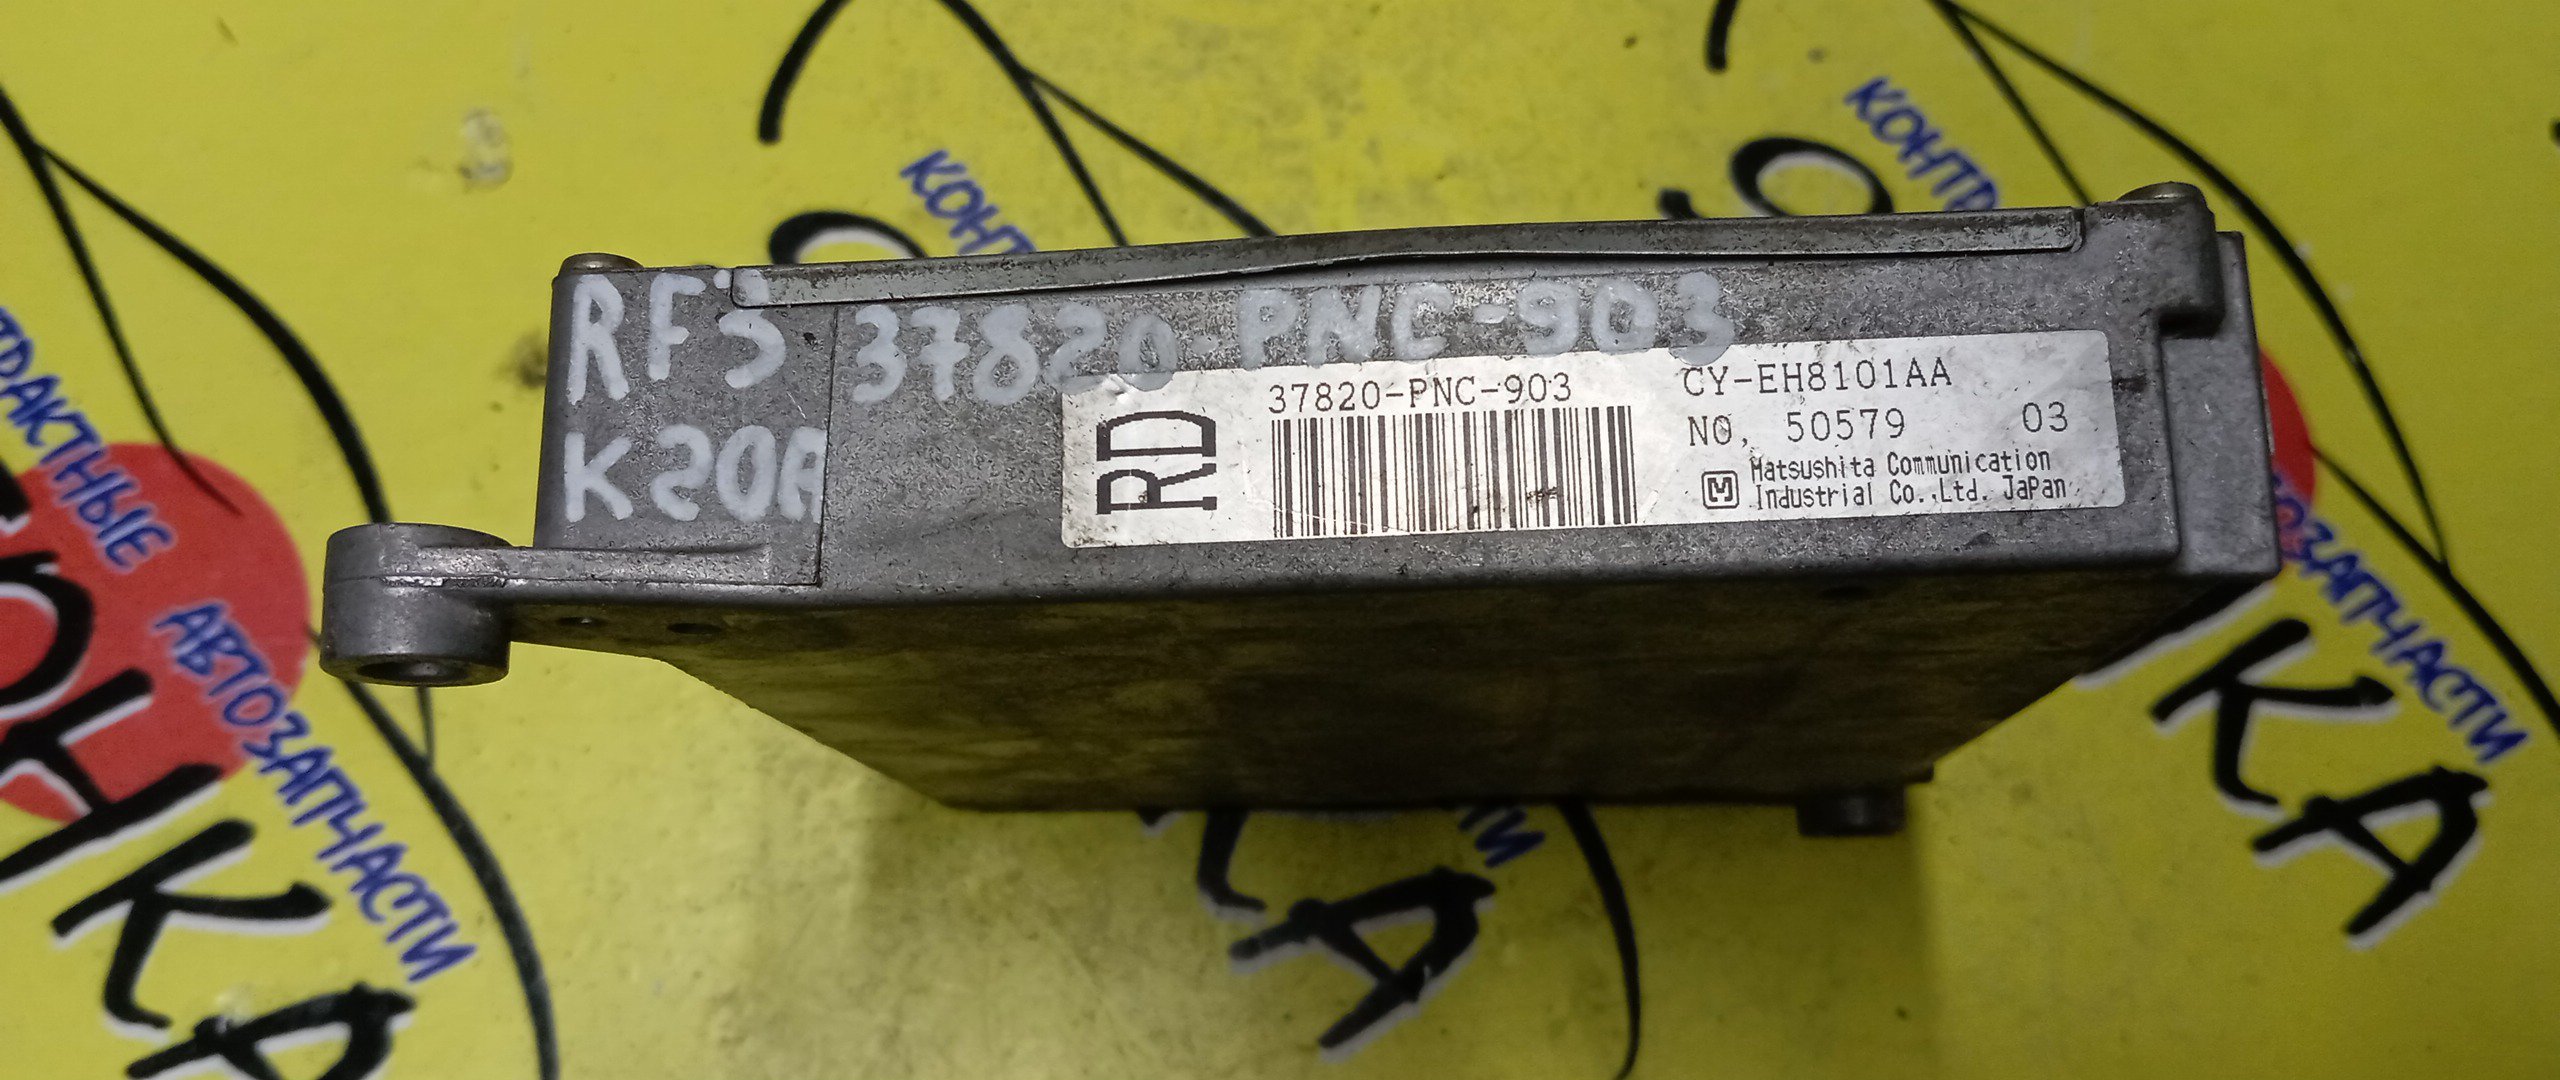 RF3
K20A
37820-PNC-903
RD
37820-PNC-903
CY-EH8101AA
NO. 50579 03
Matsushita Communication
Industrial Co.,Ltd. Japan
КОНТР
АВТОЗАПЧАСТИ